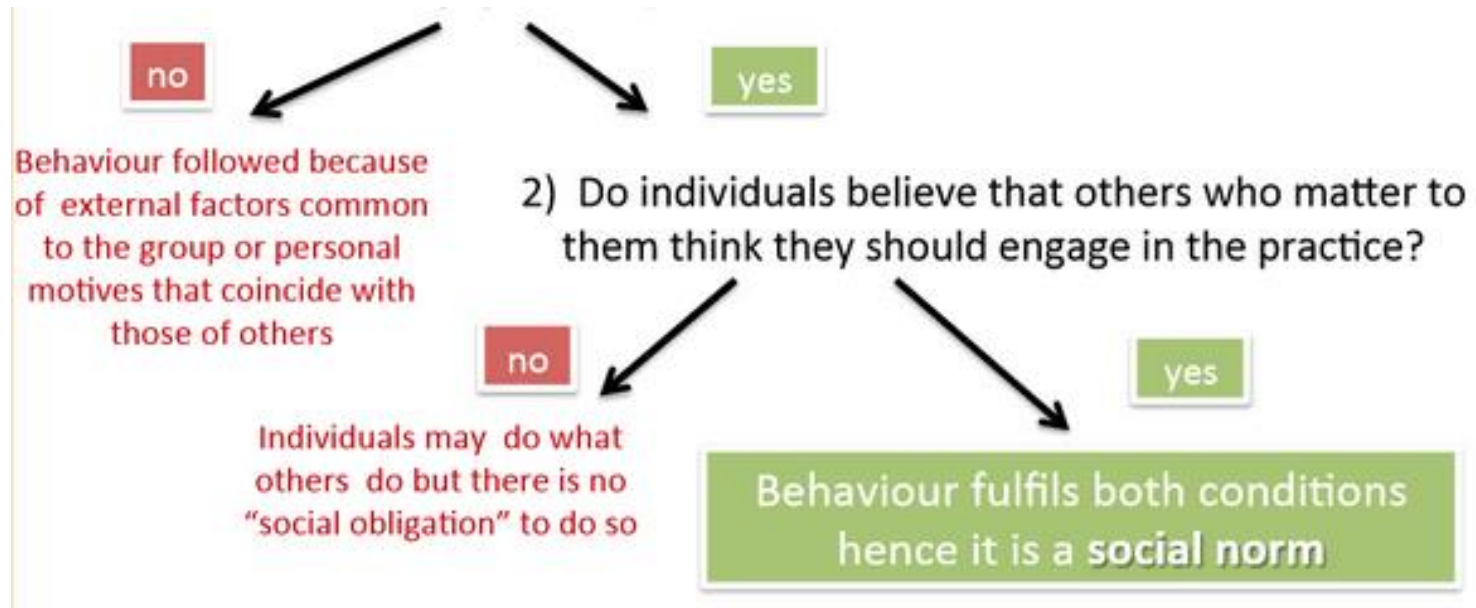 no
yes
Behaviour followed because
of external factors common
to the group or personal
motives that coincide with
those of others
2) Do individuals believe that others who matter to
them think they should engage in the practice?
no
yes
Individuals may do what
others do but there is no
“social obligation” to do so
Behaviour fulfils both conditions
hence it is a social norm